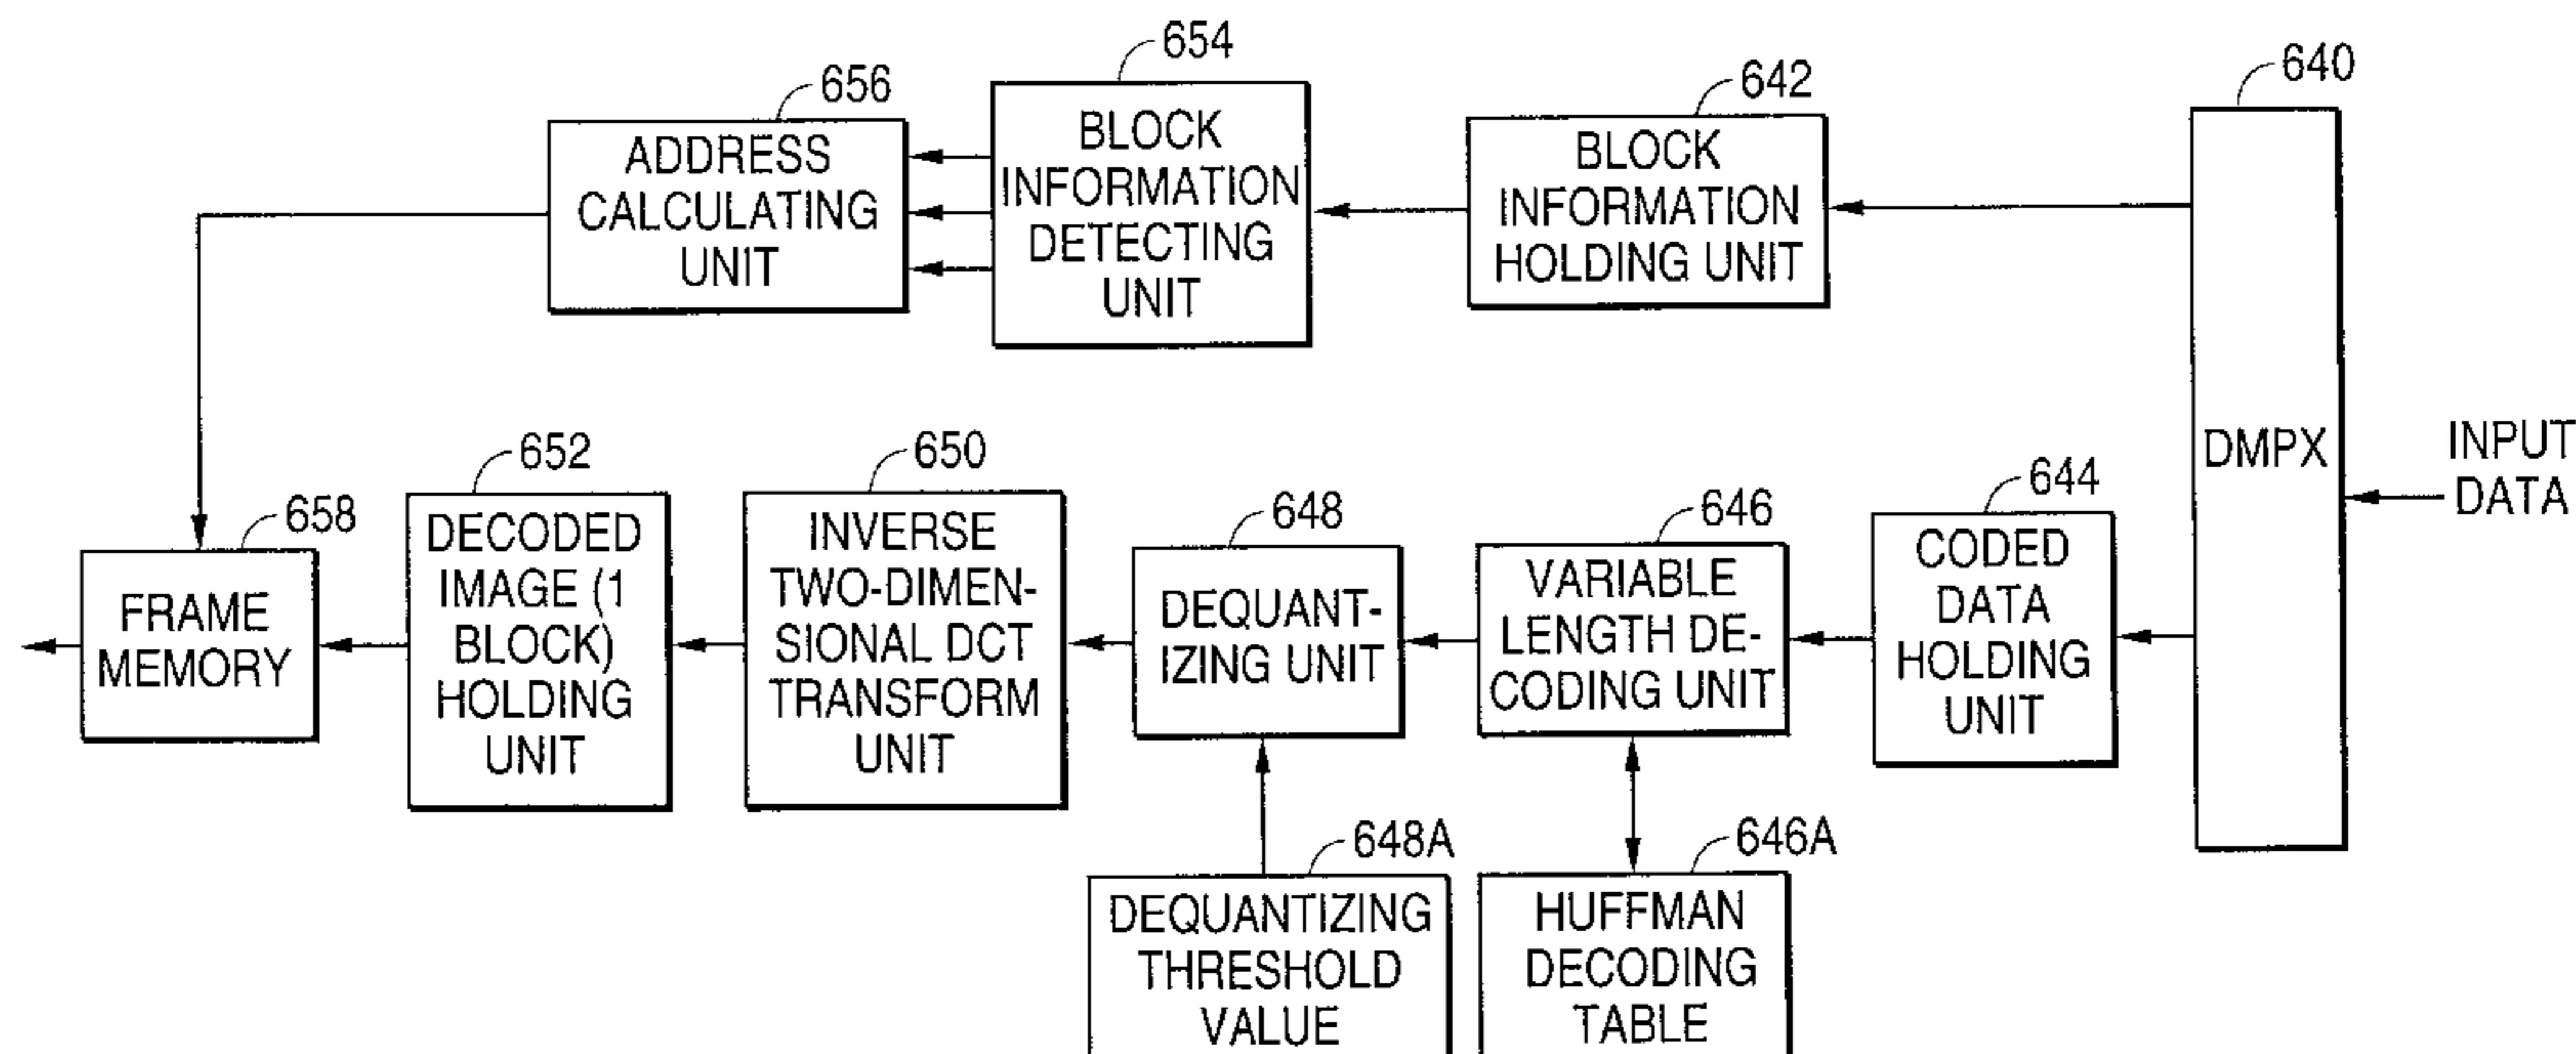 654
656
642
640
ADDRESS
CALCULATING
UNIT
BLOCK
INFORMATION
DETECTING
UNIT
BLOCK
INFORMATION
HOLDING UNIT
DMPX
INPUT
DATA
658
652
650
648
646
644
FRAME
MEMORY
DECODED
IMAGE (1
BLOCK)
HOLDING
UNIT
INVERSE
TWO-DIMEN-
SIONAL DCT
TRANSFORM
UNIT
DEQUANT-
IZING UNIT
VARIABLE
LENGTH DE-
CODING UNIT
CODED
DATA
HOLDING
UNIT
648A
646A
DEQUANTIZING
THRESHOLD
VALUE
HUFFMAN
DECODING
TABLE